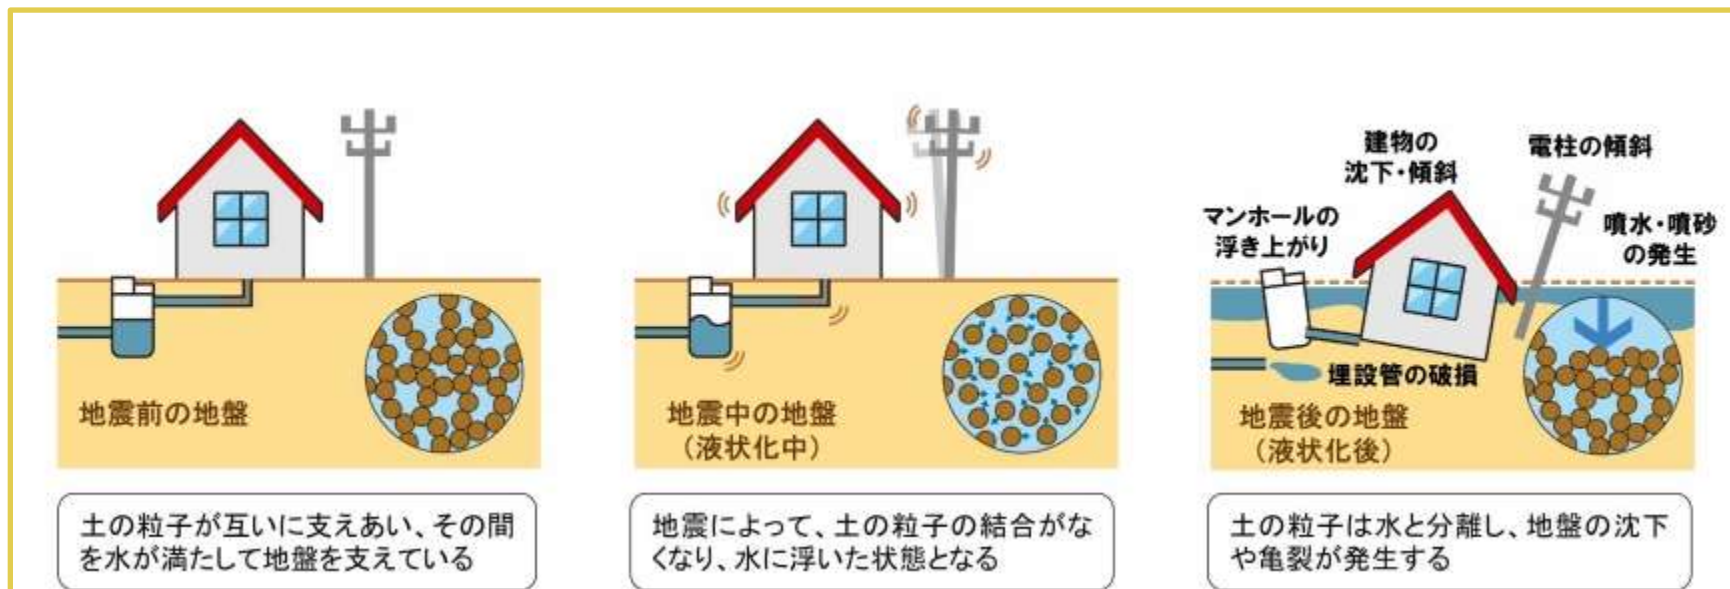 地震前の地盤
土の粒子が互いに支えあい、その間
を水が満たして地盤を支えている
地震中の地盤
（液状化中）
地震によって、土の粒子の結合がな
くなり、水に浮いた状態となる
建物の
沈下・傾斜
電柱の傾斜
マンホールの
浮き上がり
噴水・噴砂
の発生
埋設管の破損
地震後の地盤
（液状化後）
土の粒子は水と分離し、地盤の沈下
や亀裂が発生する